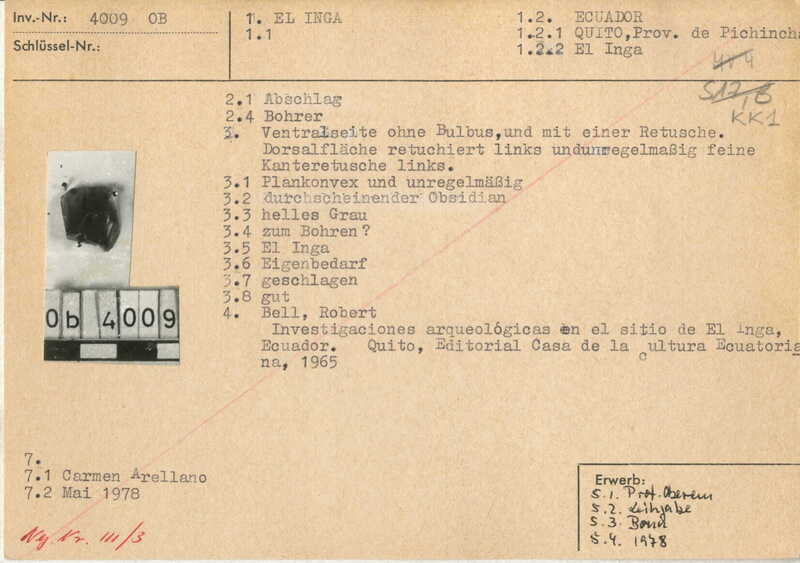 Inv.-Nr.: 4009 OB
Schlüssel-Nr.:
1. EL INGA
1.1
1.2. ECUADOR
1.2.1 QUITO,Prov. de Pichincha
1.2.2 El Inga
414
S17,8
KK1
2.1 Abschlag
2.4 Bohrer
3. Ventralseite ohne Bulbus,und mit einer Retusche.
Dorsalfläche retuchiert links undunregelmaßig feine
Kanteretusche links.
3.1 Plankonvex und unregelmäßig
3.2 durchscheinender Obsidian
3.3 helles Grau
3.4 zum Bohren?
3.5 El Inga
3.6 Eigenbedarf
3.7 geschlagen
3.8 gut
4. Bell, Robert
Investigaciones arqueológicas en el sitio de El Inga,
Ecuador. Quito, Editorial Casa de la cultura Ecuatoria
na, 1965
Ob 4009
7.
7.1 Carmen Arellano
7.2 Mai 1978
Neg. Nr. III/3
Erwerb:
5.1. Prof. Oberem
5.2. Leihgabe
5.3. Bonn
5.4. 1978